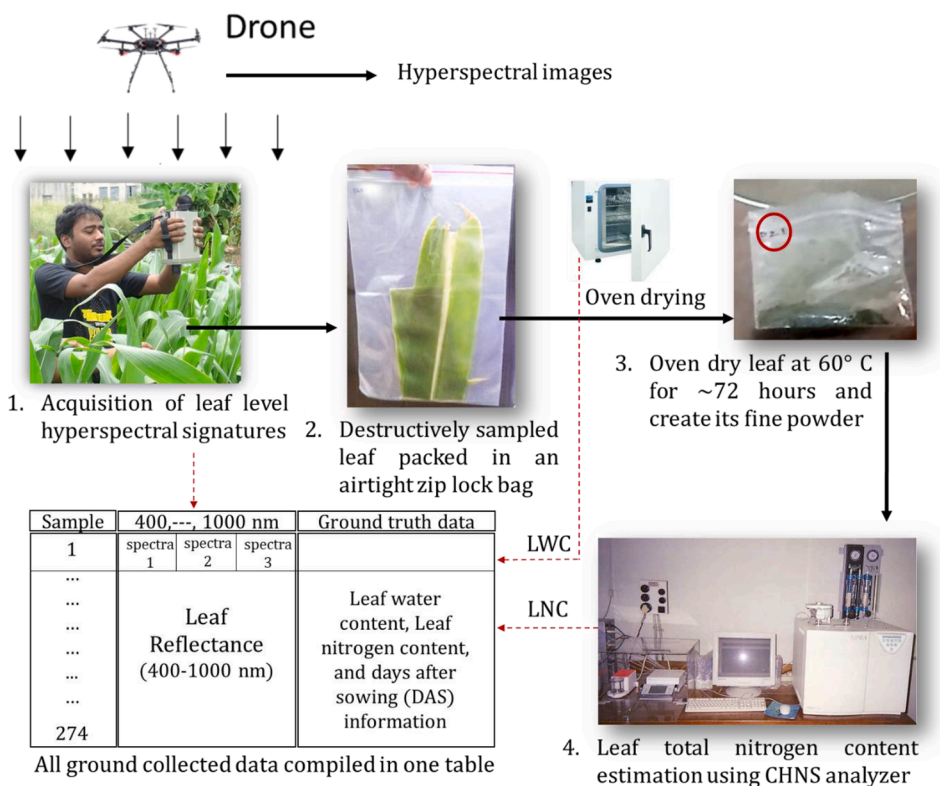 Drone
Hyperspectral images
Oven drying
1. Acquisition of leaf level
hyperspectral signatures
2. Destructively sampled
leaf packed in an
airtight zip lock bag
3. Oven dry leaf at 60° C
for ~72 hours and
create its fine powder
Sample 400,---, 1000 nm Ground truth data
1 spectra 1 spectra 2 spectra 3
...
...
...
...
...
...
274
Leaf
Reflectance
(400-1000 nm)
Leaf water
content, Leaf
nitrogen content,
and days after
sowing (DAS)
information
LWC
LNC
All ground collected data compiled in one table
4. Leaf total nitrogen content
estimation using CHNS analyzer